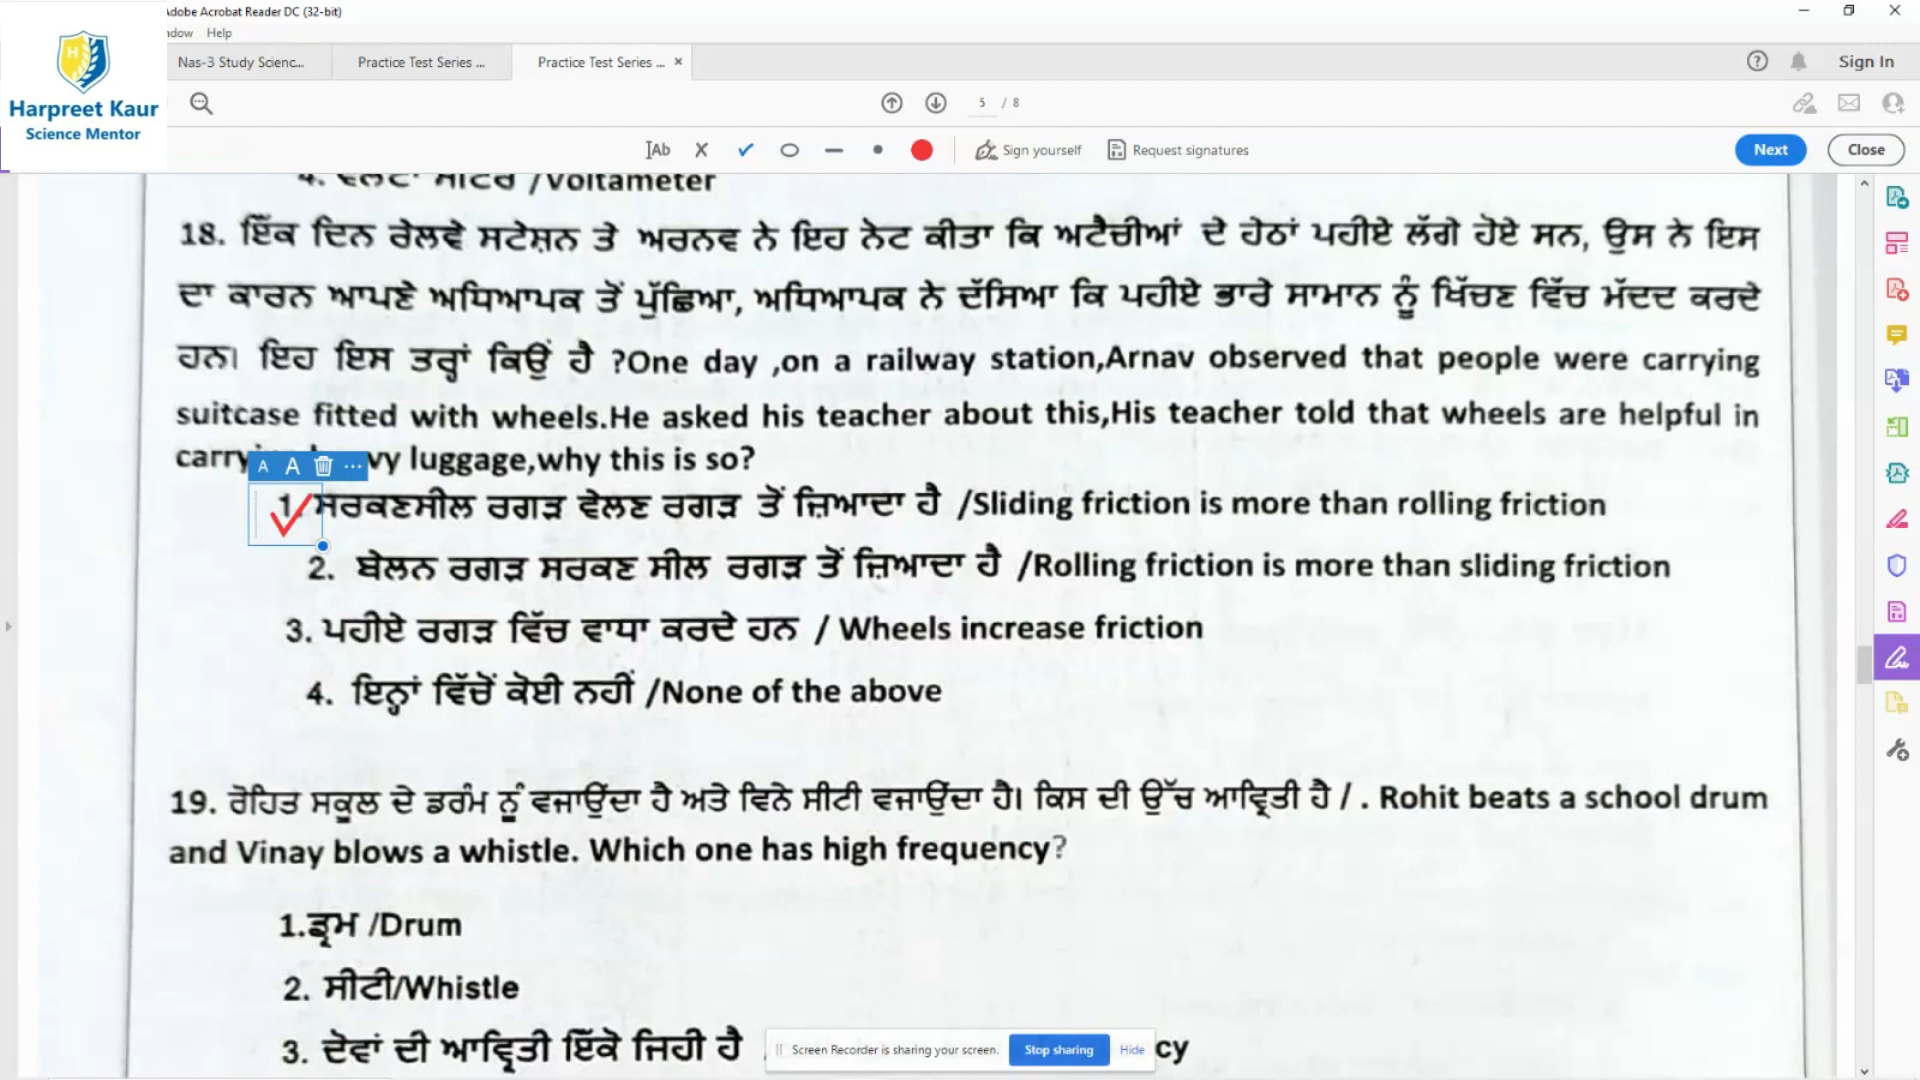 Adobe Acrobat Reader DC (32-bit)
ndow Help
Nas-3 Study Scienc...
Practice Test Series ...
Practice Test Series ...
Sign In
Harpreet Kaur
Science Mentor
5 / 8
Ab
Sign yourself
Request signatures
Next
Close
/Voltameter
18. ਇੱਕ ਦਿਨ ਰੇਲਵੇ ਸਟੇਸ਼ਨ ਤੇ ਅਰਨਵ ਨੇ ਇਹ ਨੋਟ ਕੀਤਾ ਕਿ ਅਟੈਚੀਆਂ ਦੇ ਹੇਠਾਂ ਪਹੀਏ ਲੱਗੇ ਹੋਏ ਸਨ, ਉਸ ਨੇ ਇਸ
ਦਾ ਕਾਰਨ ਆਪਣੇ ਅਧਿਆਪਕ ਤੋਂ ਪੁੱਛਿਆ, ਅਧਿਆਪਕ ਨੇ ਦੱਸਿਆ ਕਿ ਪਹੀਏ ਭਾਰੇ ਸਾਮਾਨ ਨੂੰ ਖਿੱਚਣ ਵਿੱਚ ਮੱਦਦ ਕਰਦੇ
ਹਨ। ਇਹ ਇਸ ਤਰ੍ਹਾਂ ਕਿਉਂ ਹੈ ?One day ,on a railway station,Arnav observed that people were carrying
suitcase fitted with wheels.He asked his teacher about this,His teacher told that wheels are helpful in
carry vy luggage,why this is so?
A A ...
1. ਸਰਕਣਸੀਲ ਰਗੜ ਵੇਲਣ ਰਗੜ ਤੋਂ ਜ਼ਿਆਦਾ ਹੈ /Sliding friction is more than rolling friction
2. ਬੇਲਨ ਰਗੜ ਸਰਕਣ ਸੀਲ ਰਗੜ ਤੋਂ ਜ਼ਿਆਦਾ ਹੈ /Rolling friction is more than sliding friction
3. ਪਹੀਏ ਰਗੜ ਵਿੱਚ ਵਾਧਾ ਕਰਦੇ ਹਨ / Wheels increase friction
4. ਇਨ੍ਹਾਂ ਵਿੱਚੋਂ ਕੋਈ ਨਹੀਂ /None of the above
19. ਰੋਹਿਤ ਸਕੂਲ ਦੇ ਡਰੰਮ ਨੂੰ ਵਜਾਉਂਦਾ ਹੈ ਅਤੇ ਵਿਨੇ ਸੀਟੀ ਵਜਾਉਂਦਾ ਹੈ। ਕਿਸ ਦੀ ਉੱਚ ਆਵ੍ਰਿਤੀ ਹੈ / . Rohit beats a school drum
and Vinay blows a whistle. Which one has high frequency?
1.ਡ੍ਰਮ /Drum
2. ਸੀਟੀ/Whistle
3. ਦੋਵਾਂ ਦੀ ਆਵ੍ਰਿਤੀ ਇੱਕੋ ਜਿਹੀ ਹੈ cy
Screen Recorder is sharing your screen. Stop sharing Hide